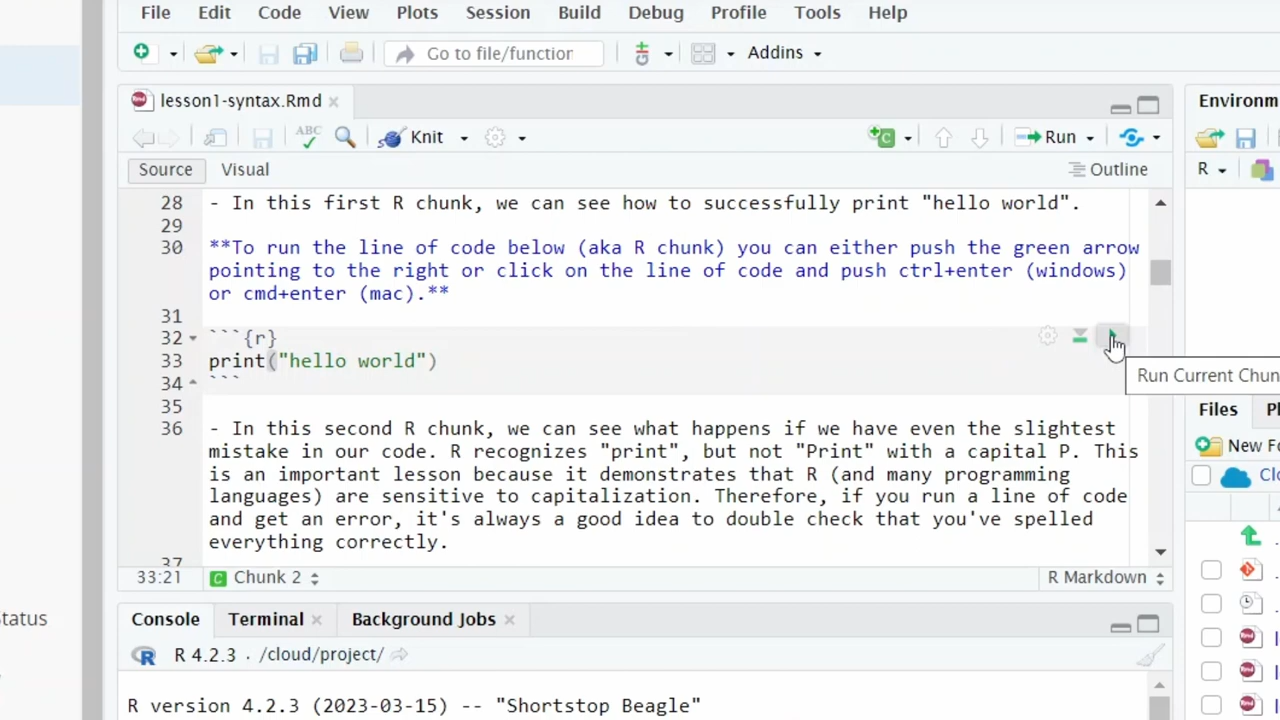 File Edit Code View Plots Session Build Debug Profile Tools Help
Go to file/function Addins
lesson1-syntax.Rmd
Environm
ABC Knit Run
Source Visual Outline R
28 - In this first R chunk, we can see how to successfully print "hello world".
29
30 **To run the line of code below (aka R chunk) you can either push the green arrow
pointing to the right or click on the line of code and push ctrl+enter (windows)
or cmd+enter (mac).**
31
32 ```{r}
33 print("hello world")
34 ```
Run Current Chun
35
36 - In this second R chunk, we can see what happens if we have even the slightest
mistake in our code. R recognizes "print", but not "Print" with a capital P. This
is an important lesson because it demonstrates that R (and many programming
languages) are sensitive to capitalization. Therefore, if you run a line of code
and get an error, it's always a good idea to double check that you've spelled
everything correctly.
37
33:21 C Chunk 2 R Markdown
Files Pl
New Fo
Clo
Console Terminal Background Jobs
tatus
R R 4.2.3 · /cloud/project/
R version 4.2.3 (2023-03-15) -- "Shortstop Beagle"